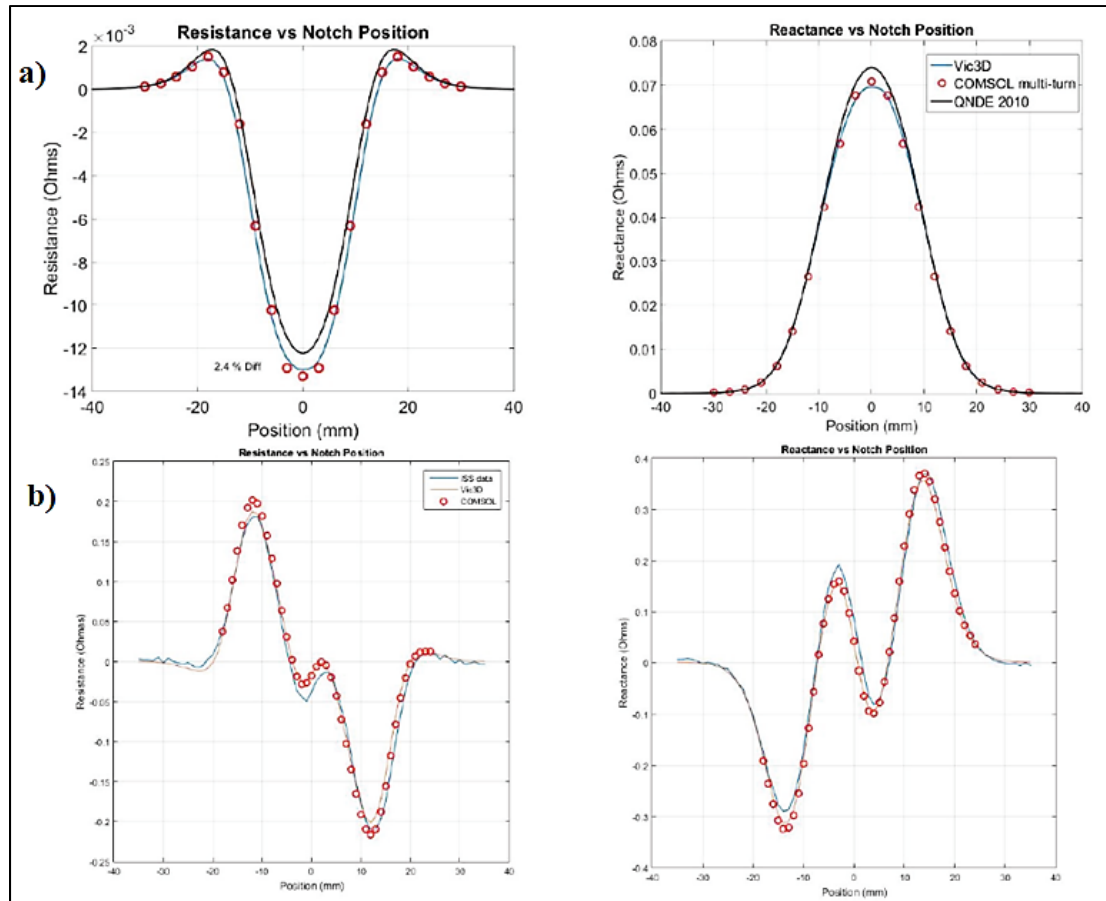 a)
Resistance vs Notch Position
2 × 10⁻³
0
-2
-4
-6
-8
-10
-12
-14
Resistance (Ohms)
2.4 % Diff
-40 -20 0 20 40
Position (mm)
Reactance vs Notch Position
0.08
0.07
0.06
0.05
0.04
0.03
0.02
0.01
0
Reactance (Ohms)
Vic3D
COMSOL multi-turn
QNDE 2010
-40 -30 -20 -10 0 10 20 30 40
Position (mm)
b)
Resistance vs Notch Position
0.25
0.2
0.15
0.1
0.05
0
-0.05
-0.1
-0.15
-0.2
-0.25
Resistance (Ohmas)
ISS data
Vic3D
COMSOL
-40 -30 -20 -10 0 10 20 30 40
Position (mm)
Reactance vs Notch Position
0.4
0.3
0.2
0.1
0
-0.1
-0.2
-0.3
-0.4
Reactance (Ohms)
-40 -30 -20 -10 0 10 20 30 40
Position (mm)